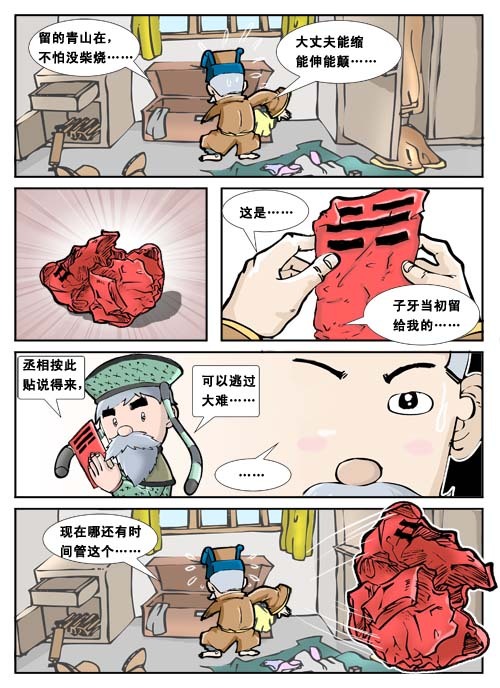 留的青山在,
不怕没柴烧……
大丈夫能缩
能伸能颠……
这是……
子牙当初留
给我的……
丞相按此
贴说得来,
可以逃过
大难……
……
现在哪还有时
间管这个……